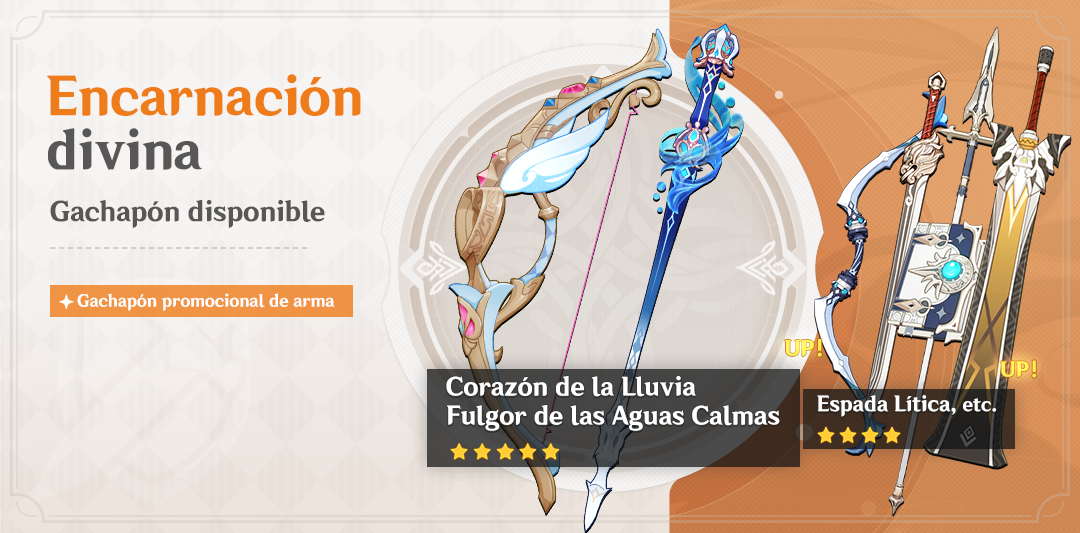 Encarnación
divina
Gachapón disponible
Gachapón promocional de arma
UP!
Corazón de la Lluvia
Fulgor de las Aguas Calmas
UP!
Espada Lítica, etc.